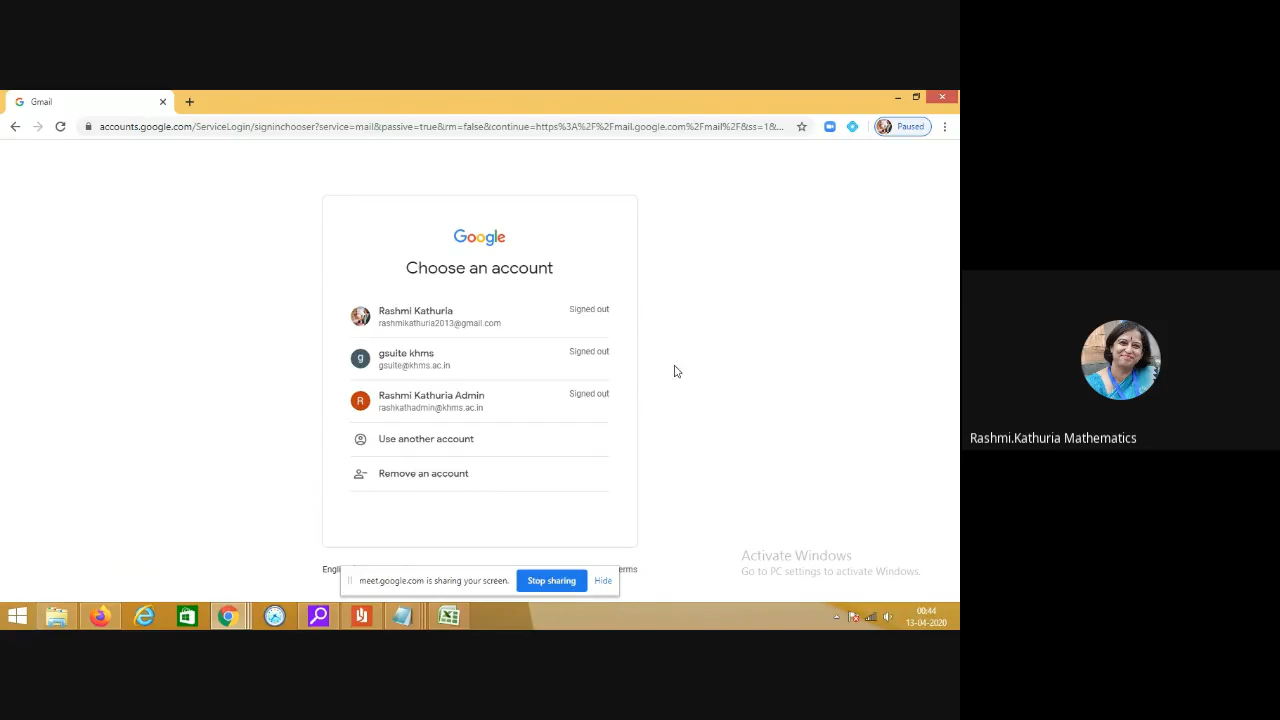 Gmail
accounts.google.com/ServiceLogin/signinchooser?service=mail&passive=true&rm=false&continue=https%3A%2F%2Fmail.google.com%2Fmail%2F&ss=1&...
Paused
Google
Choose an account
Rashmi Kathuria
rashmikathuria2013@gmail.com
Signed out
g
gsuite khms
gsuite@khms.ac.in
Signed out
R
Rashmi Kathuria Admin
rashkathadmin@khms.ac.in
Signed out
Use another account
Remove an account
Rashmi.Kathuria Mathematics
Activate Windows
Go to PC settings to activate Windows.
meet.google.com is sharing your screen.
Stop sharing
Hide
00:44
13-04-2020